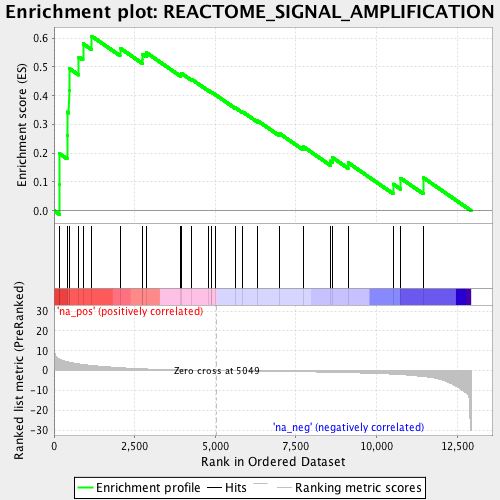 Enrichment plot: REACTOME_SIGNAL_AMPLIFICATION
Enrichment score (ES)
0.6
0.5
0.4
0.3
0.2
0.1
0.0
'na_pos' (positively correlated)
Ranked list metric (PreRanked)
30
20
10
0
-10
-20
-30
Zero cross at 5049
'na_neg' (negatively correlated)
0 2,500 5,000 7,500 10,000 12,500
Rank in Ordered Dataset
Enrichment profile Hits Ranking metric scores